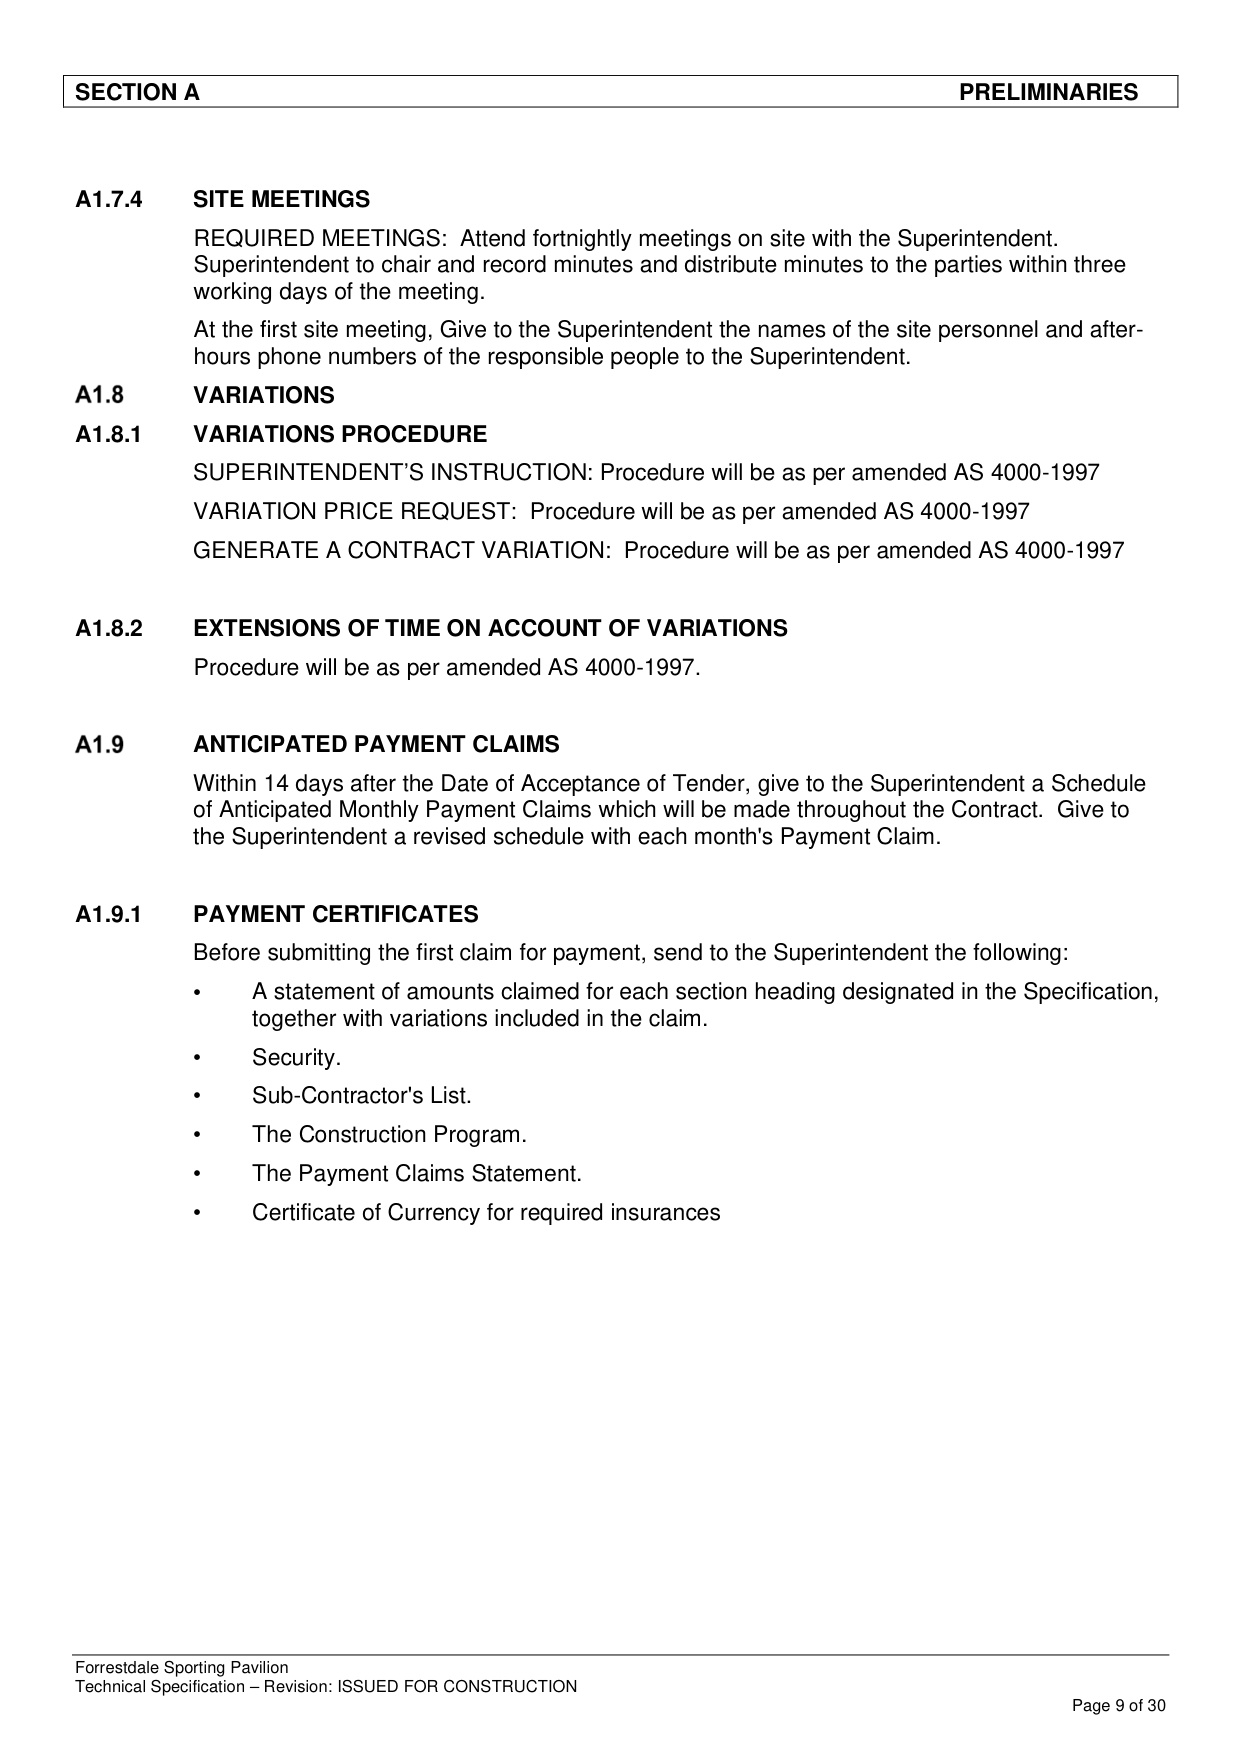 SECTION A PRELIMINARIES
A1.7.4 SITE MEETINGS
REQUIRED MEETINGS:  Attend fortnightly meetings on site with the Superintendent.
Superintendent to chair and record minutes and distribute minutes to the parties within three
working days of the meeting.
At the first site meeting, Give to the Superintendent the names of the site personnel and after-
hours phone numbers of the responsible people to the Superintendent.
A1.8 VARIATIONS
A1.8.1 VARIATIONS PROCEDURE
SUPERINTENDENT’S INSTRUCTION: Procedure will be as per amended AS 4000-1997
VARIATION PRICE REQUEST:  Procedure will be as per amended AS 4000-1997
GENERATE A CONTRACT VARIATION:  Procedure will be as per amended AS 4000-1997
A1.8.2 EXTENSIONS OF TIME ON ACCOUNT OF VARIATIONS
Procedure will be as per amended AS 4000-1997.
A1.9 ANTICIPATED PAYMENT CLAIMS
Within 14 days after the Date of Acceptance of Tender, give to the Superintendent a Schedule
of Anticipated Monthly Payment Claims which will be made throughout the Contract.  Give to
the Superintendent a revised schedule with each month's Payment Claim.
A1.9.1 PAYMENT CERTIFICATES
Before submitting the first claim for payment, send to the Superintendent the following:
• A statement of amounts claimed for each section heading designated in the Specification,
together with variations included in the claim.
• Security.
• Sub-Contractor's List.
• The Construction Program.
• The Payment Claims Statement.
• Certificate of Currency for required insurances
Forrestdale Sporting Pavilion
Technical Specification – Revision: ISSUED FOR CONSTRUCTION
Page 9 of 30